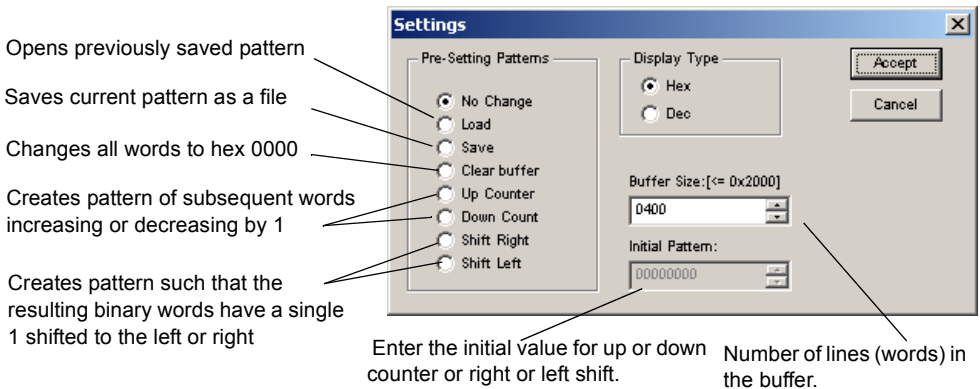 Opens previously saved pattern
Saves current pattern as a file
Changes all words to hex 0000
Creates pattern of subsequent words
increasing or decreasing by 1
Creates pattern such that the
resulting binary words have a single
1 shifted to the left or right
Settings
Pre-Setting Patterns
No Change
Load
Save
Clear buffer
Up Counter
Down Count
Shift Right
Shift Left
Display Type
Hex
Dec
Accept
Cancel
Buffer Size:[<= 0x2000]
0400
Initial Pattern:
00000000
Enter the initial value for up or down
counter or right or left shift.
Number of lines (words) in
the buffer.